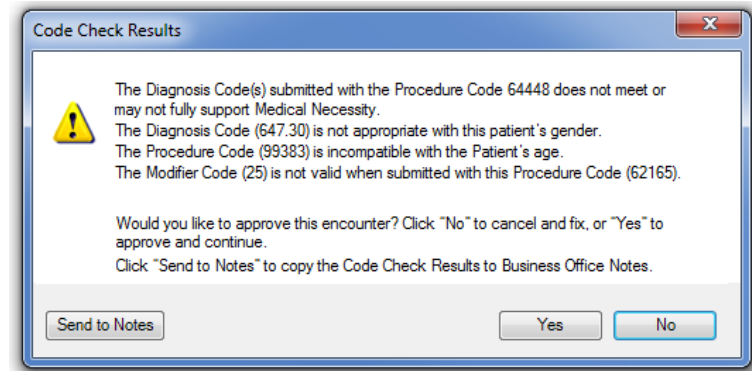 Code Check Results
The Diagnosis Code(s) submitted with the Procedure Code 64448 does not meet or
may not fully support Medical Necessity.
The Diagnosis Code (647.30) is not appropriate with this patient's gender.
The Procedure Code (99383) is incompatible with the Patient's age.
The Modifier Code (25) is not valid when submitted with this Procedure Code (62165).
Would you like to approve this encounter? Click "No" to cancel and fix, or "Yes" to
approve and continue.
Click "Send to Notes" to copy the Code Check Results to Business Office Notes.
Send to Notes
Yes
No